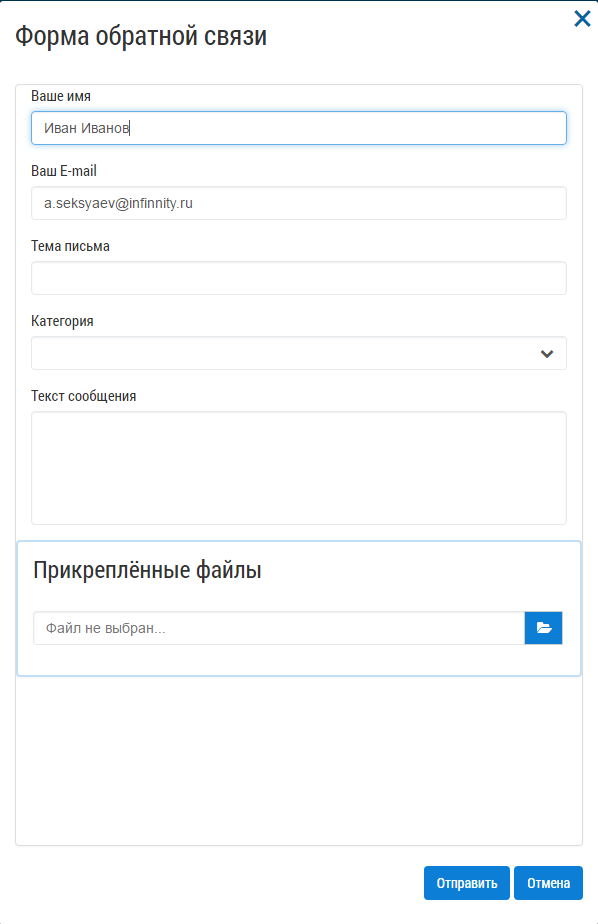 Форма обратной связи
Ваше имя
Иван Иванов
Ваш E-mail
a.seksyaev@infinnity.ru
Тема письма
Категория
Текст сообщения
Прикреплённые файлы
Файл не выбран...
Отправить Отмена